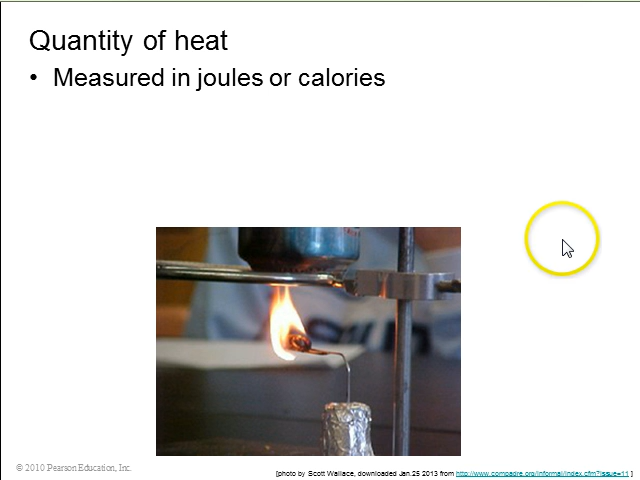 Quantity of heat
• Measured in joules or calories
© 2010 Pearson Education, Inc.
[photo by Scott Wallace, downloaded Jan.25 2013 from http://www.compadre.org/informal/index.cfm?Issue=11 ]